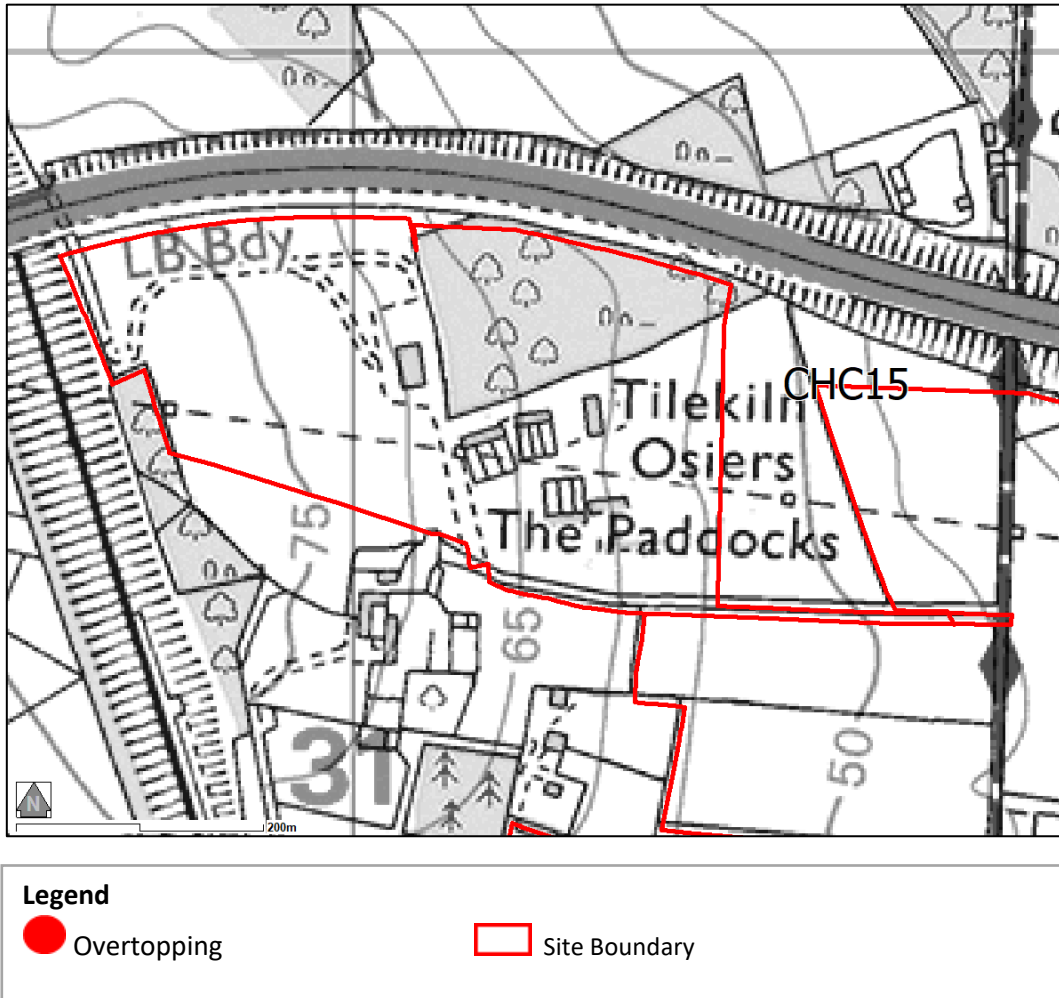 LB Bdy
CHC15
Tilekiln
Osiers
The Paddocks
75
65
50
31
N
200m
Legend
Overtopping
Site Boundary